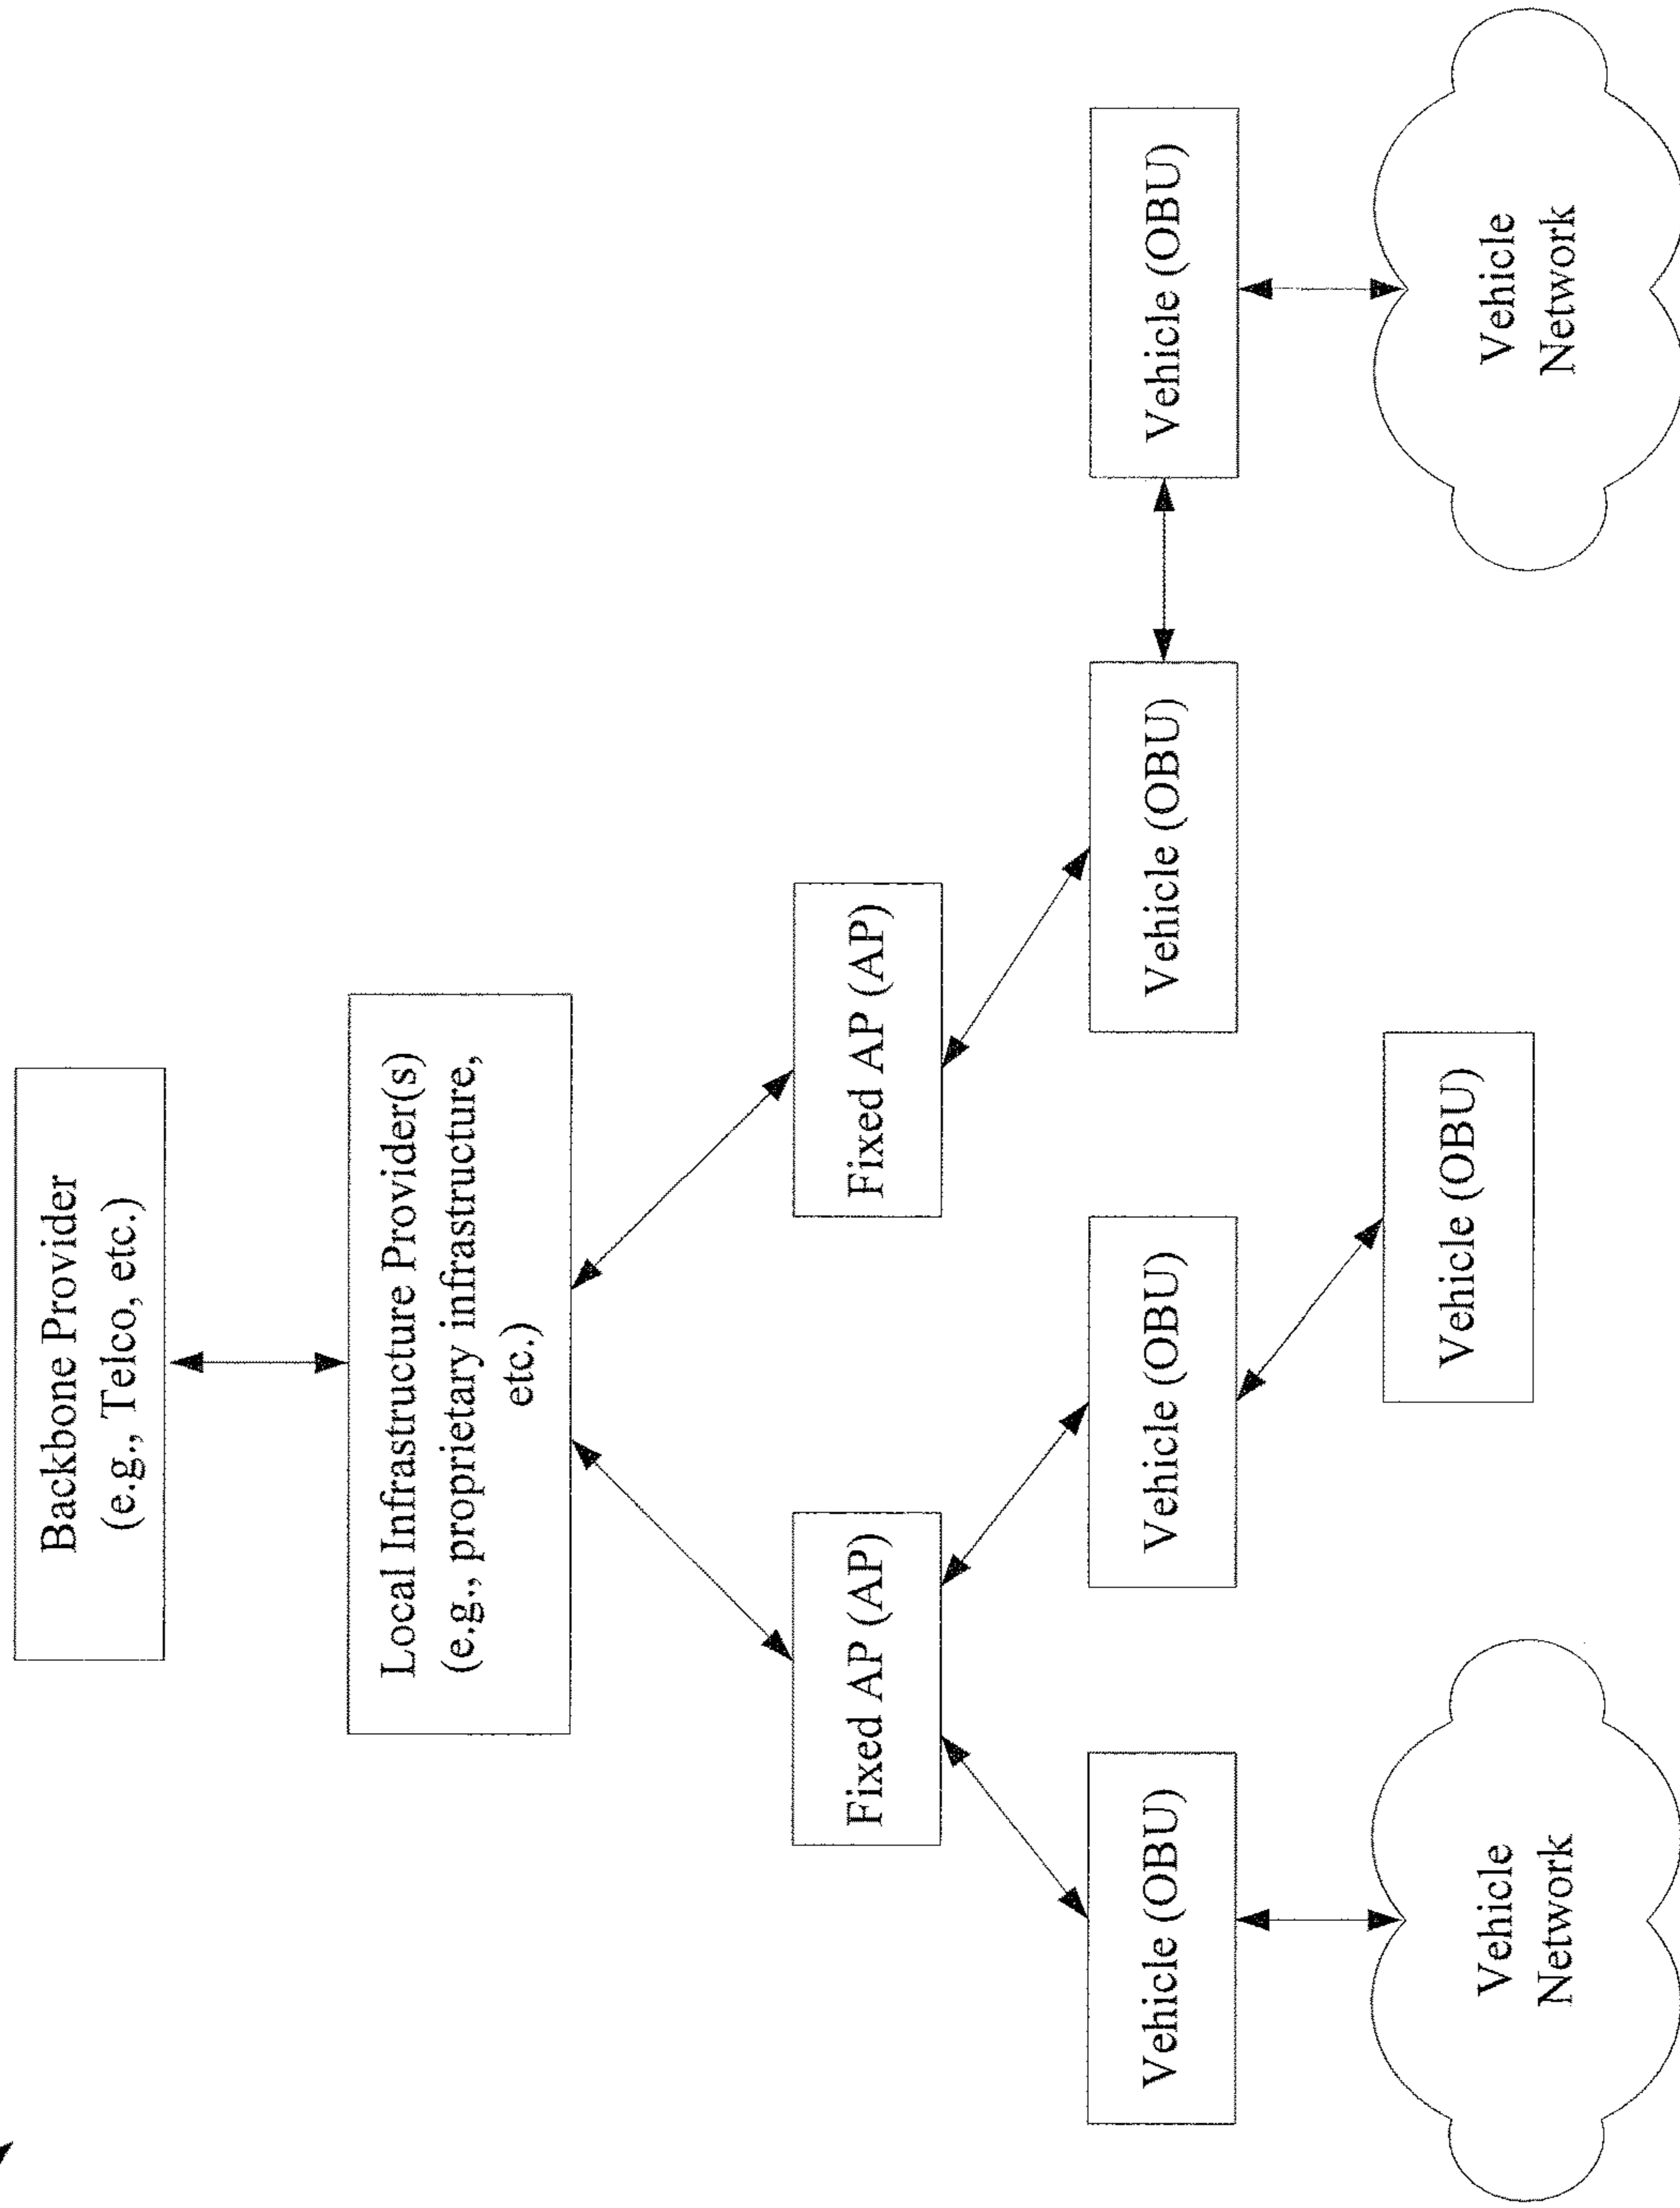 Backbone Provider
(e.g., Telco, etc.)
Local Infrastructure Provider(s)
(e.g., proprietary infrastructure,
etc.)
Fixed AP (AP)
Fixed AP (AP)
Vehicle (OBU)
Vehicle (OBU)
Vehicle (OBU)
Vehicle (OBU)
Vehicle
Network
Vehicle (OBU)
Vehicle
Network